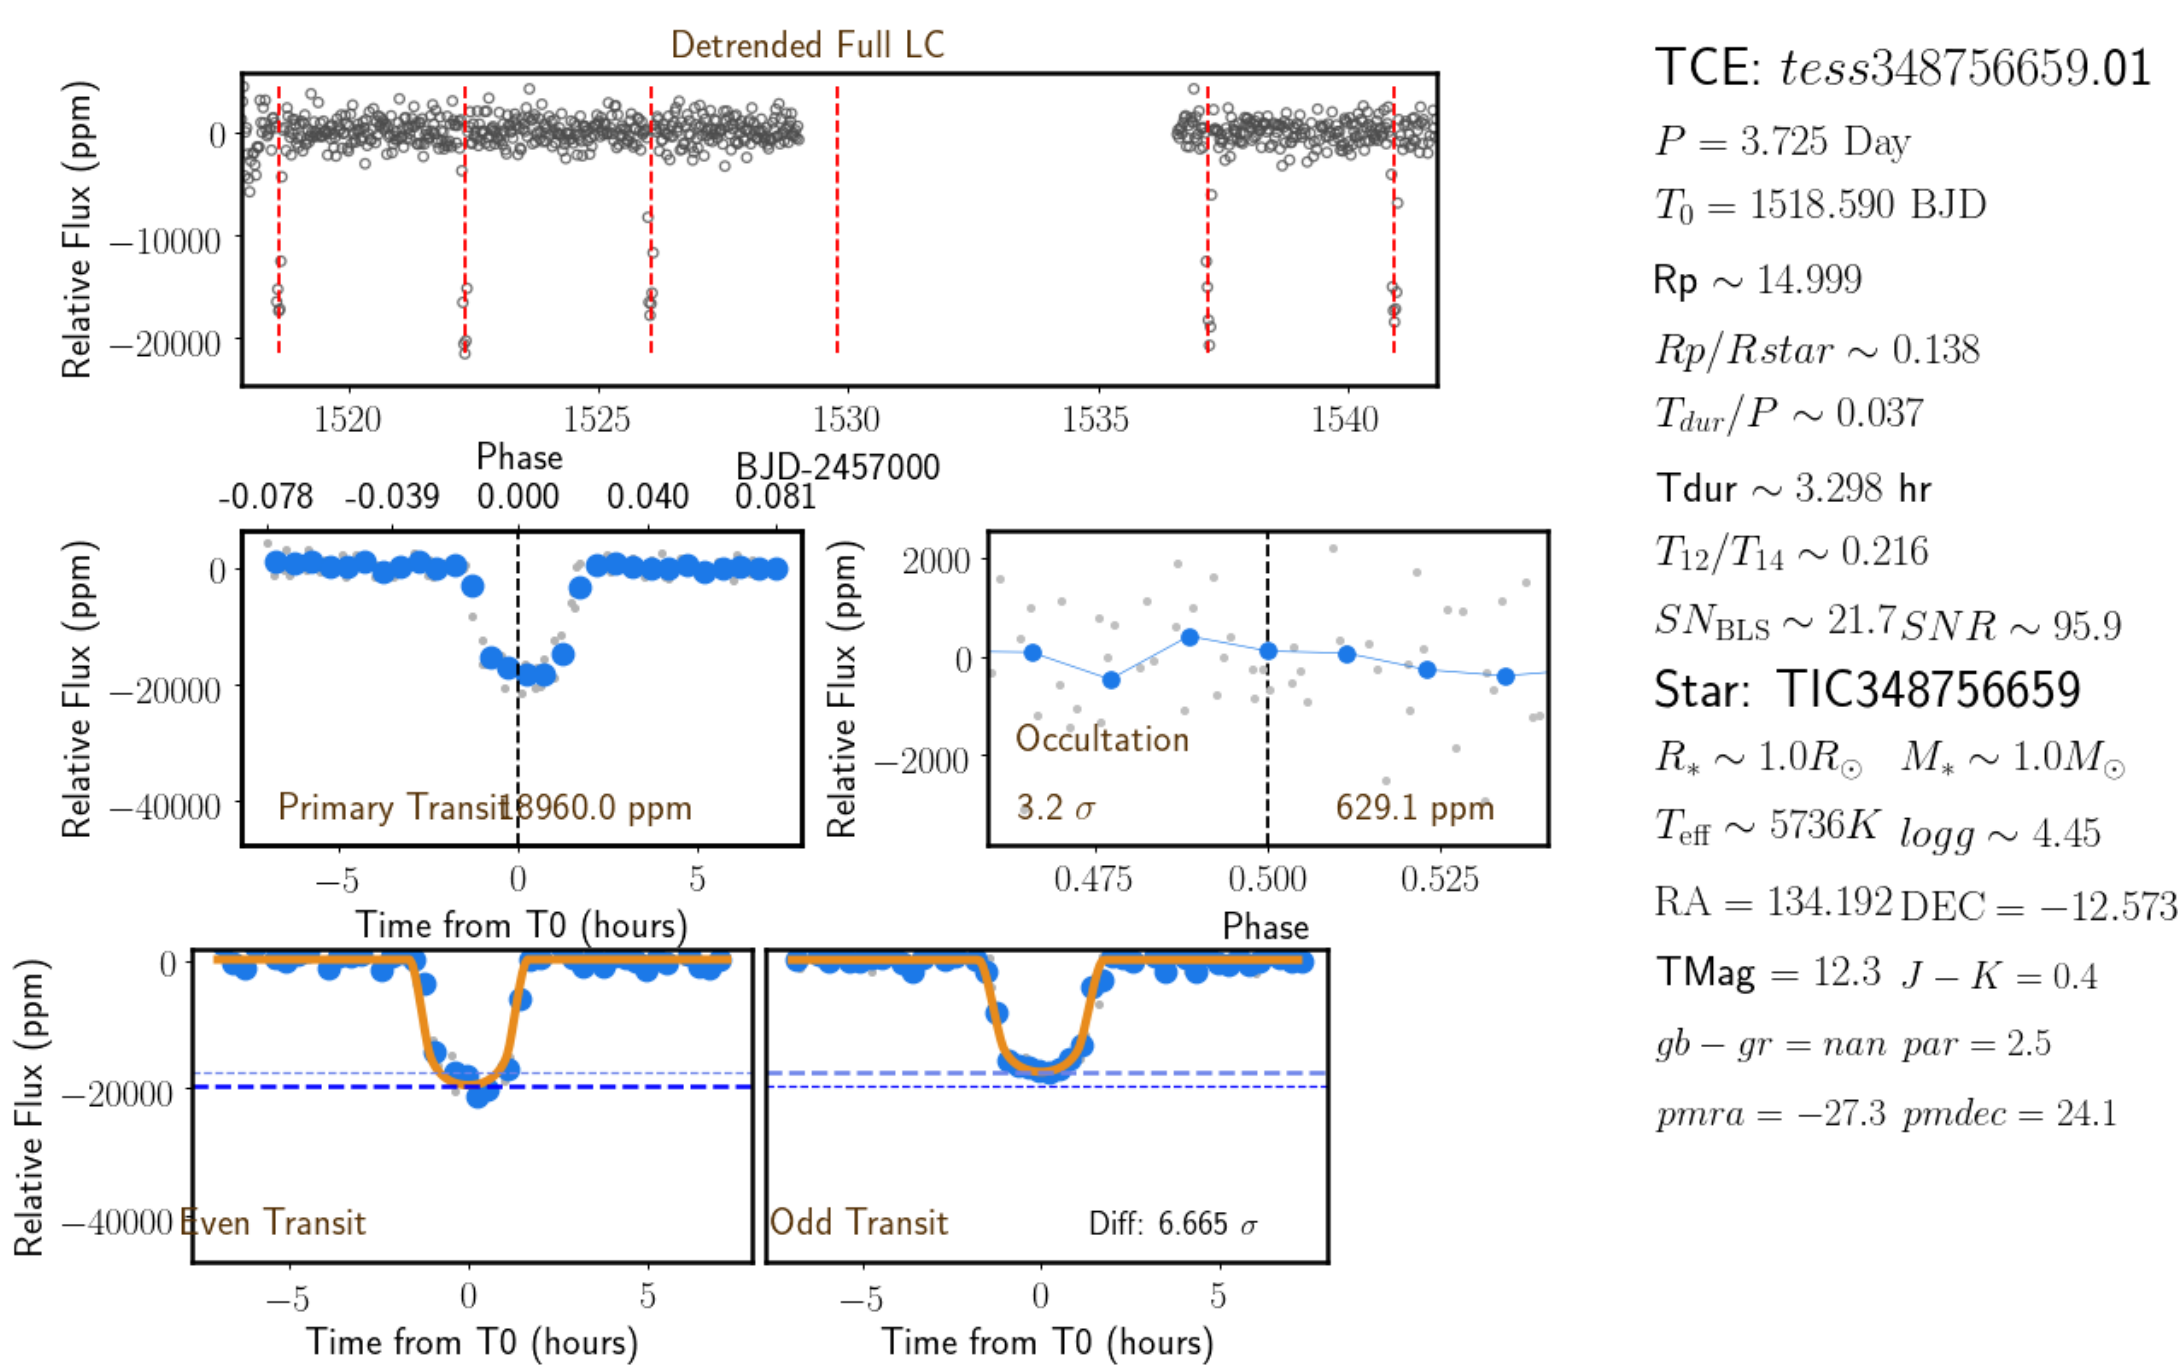 Detrended Full LC
Relative Flux (ppm)
0
−10000
−20000
1520 1525 1530 1535 1540
BJD-2457000
Phase
-0.078 -0.039 0.000 0.040 0.081
Relative Flux (ppm)
0
−20000
−40000
Primary Transit 18960.0 ppm
−5 0 5
Time from T0 (hours)
Relative Flux (ppm)
2000
0
−2000
Occultation
3.2 σ 629.1 ppm
0.475 0.500 0.525
Phase
Relative Flux (ppm)
0
−20000
−40000
Even Transit
−5 0 5
Time from T0 (hours)
Odd Transit Diff: 6.665 σ
−5 0 5
Time from T0 (hours)
TCE: tess348756659.01
P = 3.725 Day
T₀ = 1518.590 BJD
Rp ∼ 14.999
Rp/Rstar ∼ 0.138
T_dur/P ∼ 0.037
Tdur ∼ 3.298 hr
T₁₂/T₁₄ ∼ 0.216
SN_BLS ∼ 21.7 SNR ∼ 95.9
Star: TIC348756659
R∗ ∼ 1.0R⊙ M∗ ∼ 1.0M⊙
T_eff ∼ 5736K logg ∼ 4.45
RA = 134.192 DEC = −12.573
TMag = 12.3 J − K = 0.4
gb − gr = nan par = 2.5
pmra = −27.3 pmdec = 24.1